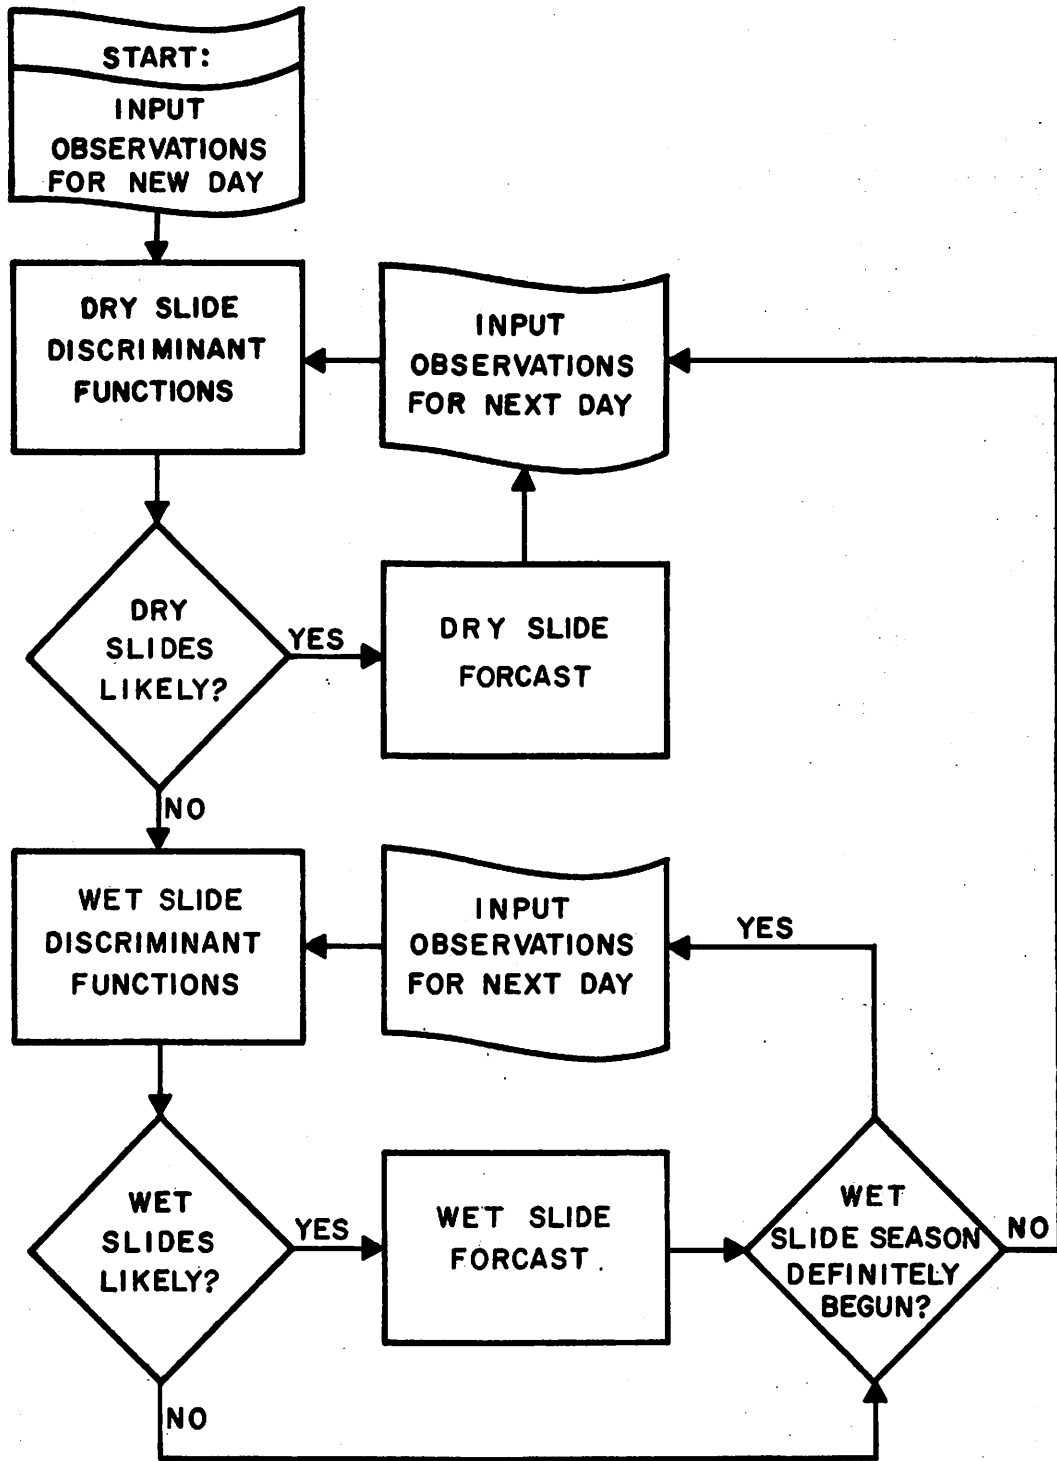 START:
INPUT
OBSERVATIONS
FOR NEW DAY
DRY SLIDE
DISCRIMINANT
FUNCTIONS
INPUT
OBSERVATIONS
FOR NEXT DAY
DRY
SLIDES
LIKELY?
YES
DRY SLIDE
FORCAST
NO
WET SLIDE
DISCRIMINANT
FUNCTIONS
INPUT
OBSERVATIONS
FOR NEXT DAY
YES
WET
SLIDES
LIKELY?
YES
WET SLIDE
FORCAST
WET
SLIDE SEASON
DEFINITELY
BEGUN?
NO
NO